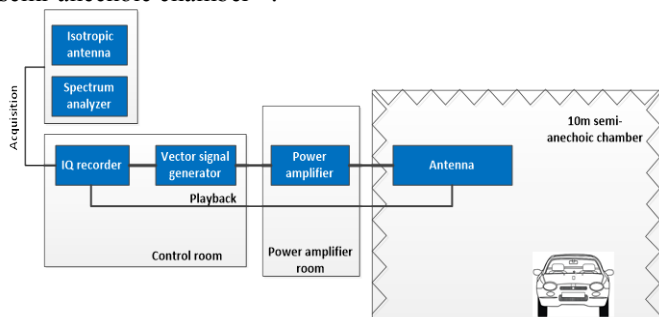 semi-anechoic chamber
Isotropic
antenna
Spectrum
analyzer
Acquisition
IQ recorder
Vector signal
generator
Power
amplifier
Antenna
10m semi-
anechoic chamber
Playback
Control room
Power amplifier
room